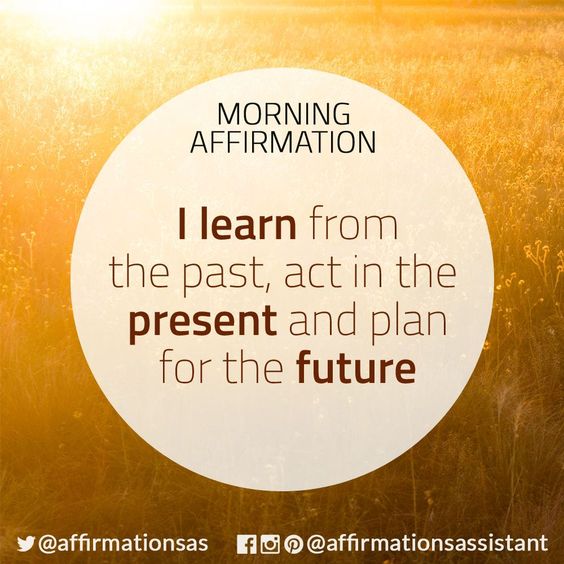 MORNING
AFFIRMATION
I learn from
the past, act in the
present and plan
for the future
@affirmationsas @affirmationsassistant